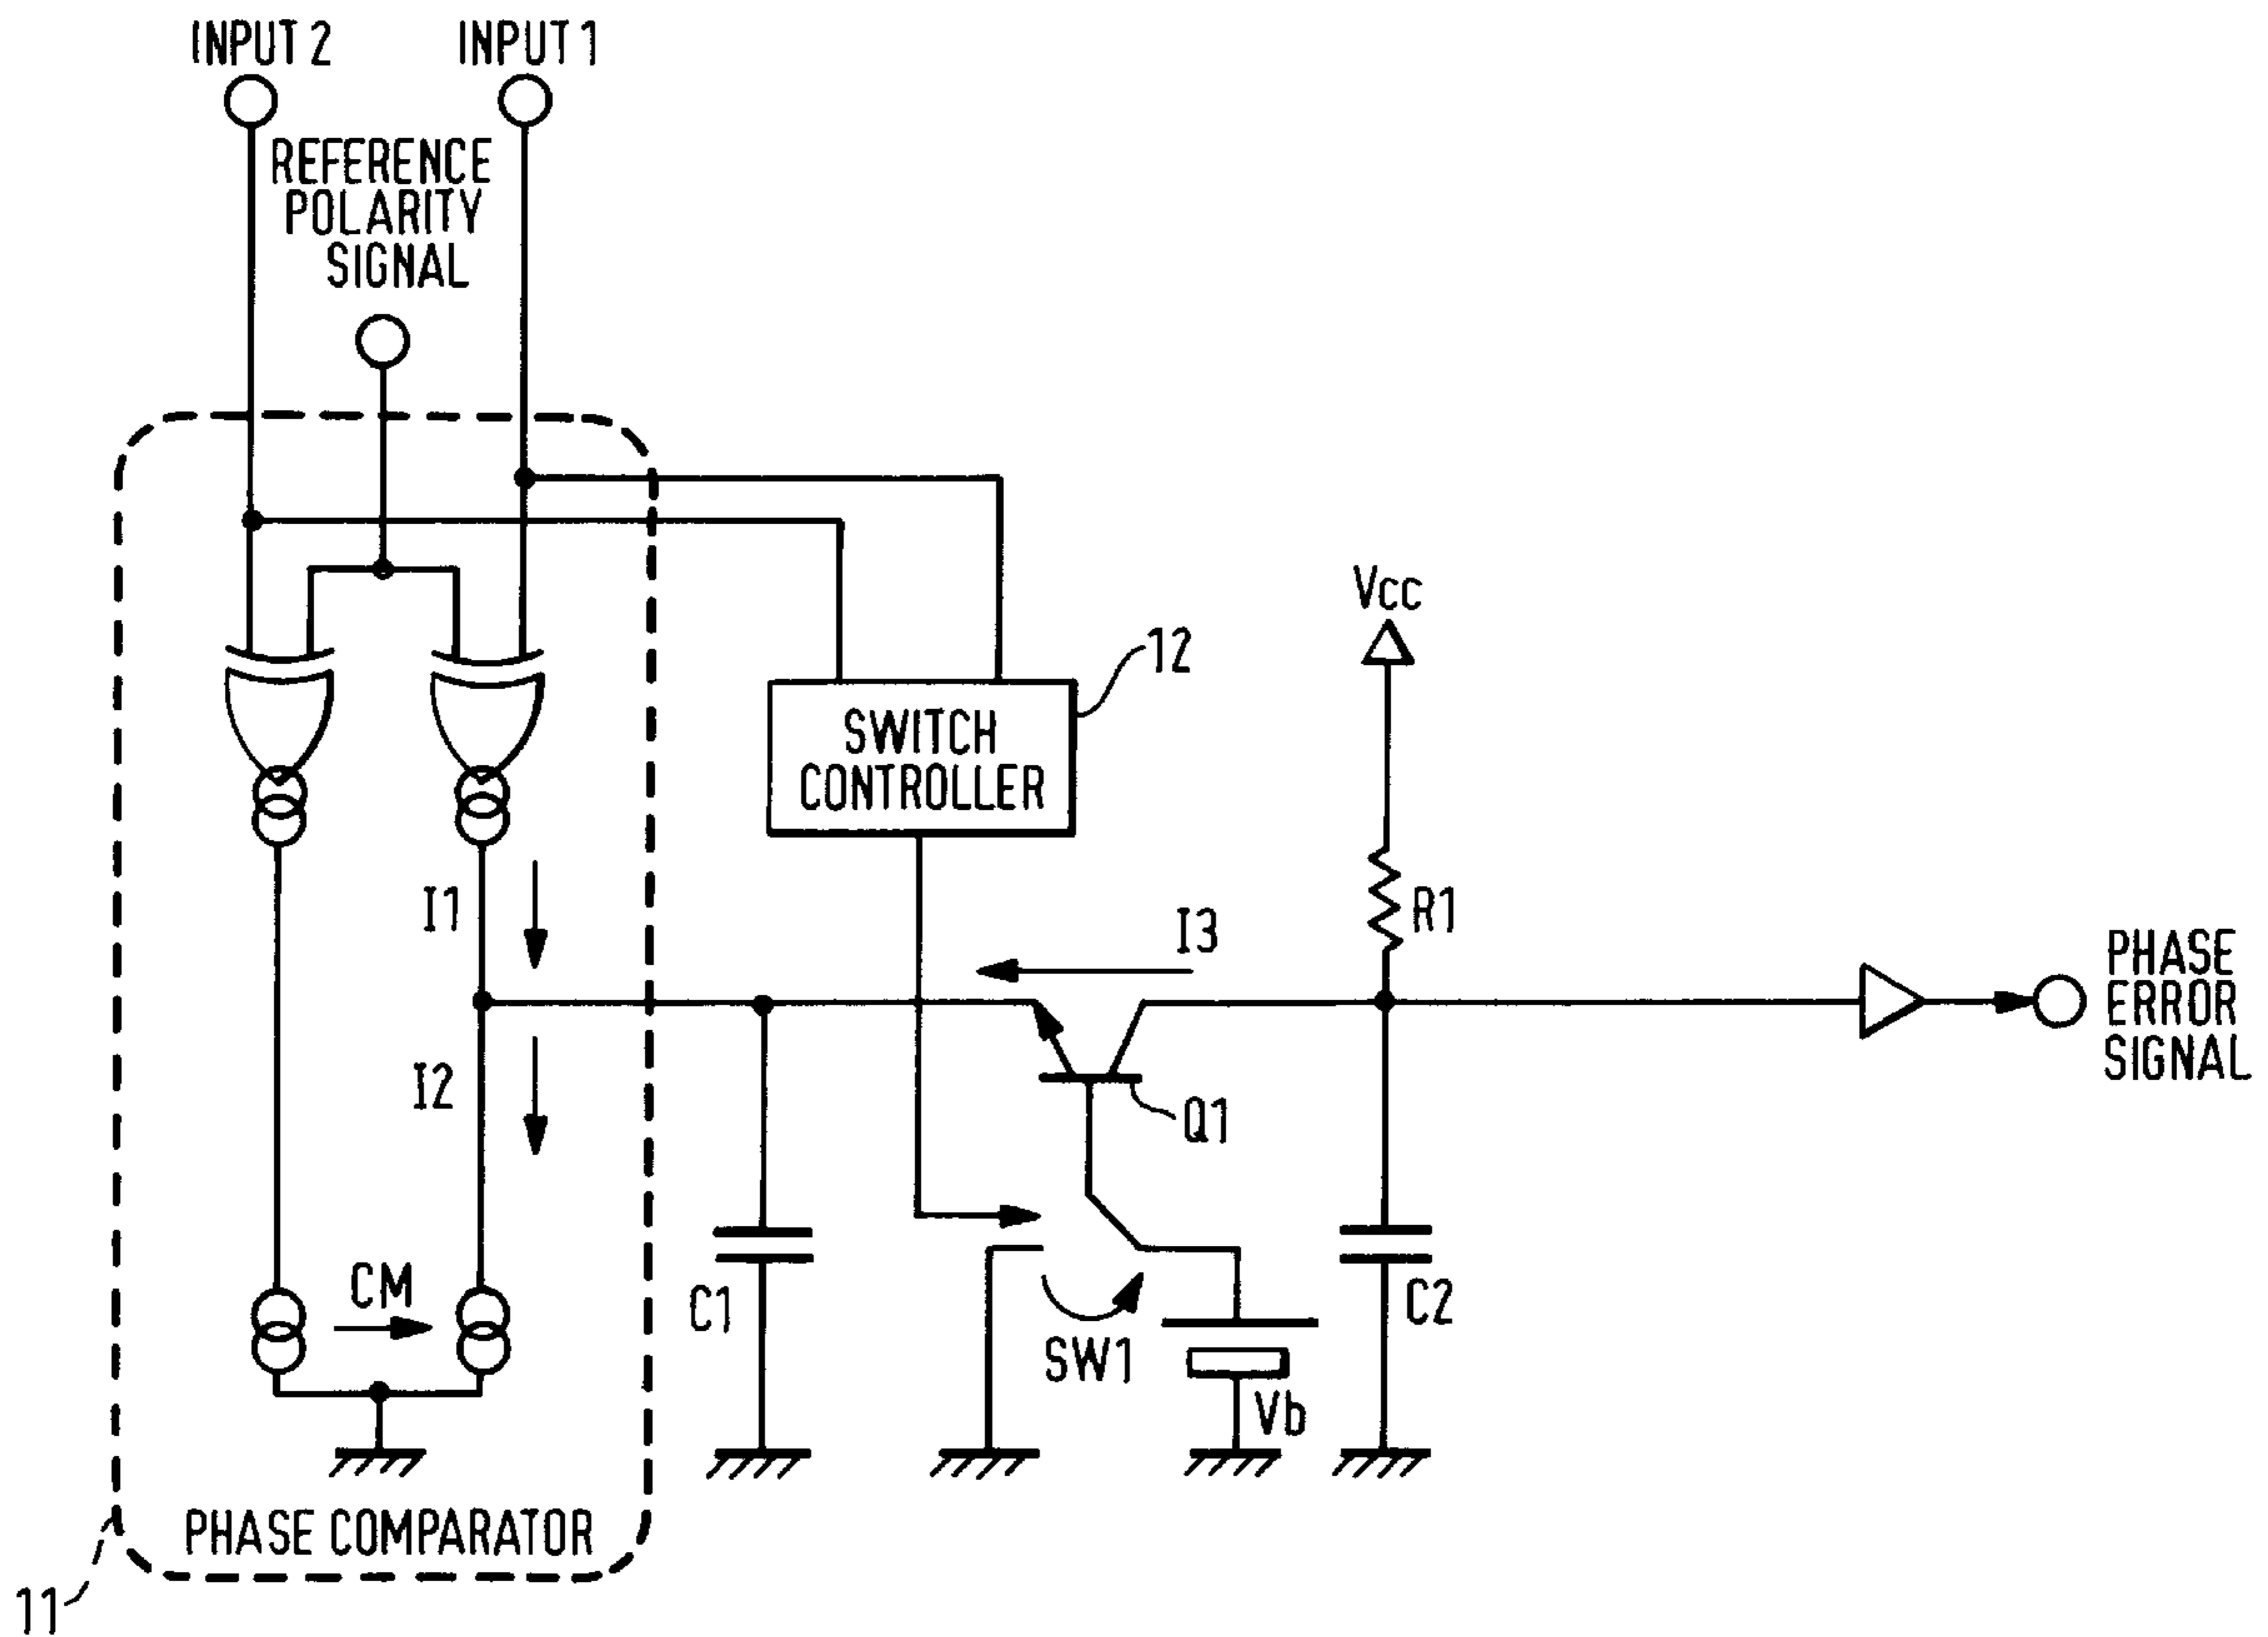 INPUT 2
INPUT 1
REFERENCE
POLARITY
SIGNAL
Vcc
12
SWITCH
CONTROLLER
I1
I3
R1
PHASE
ERROR
SIGNAL
I2
Q1
CM
C1
SW1
C2
Vb
PHASE COMPARATOR
11